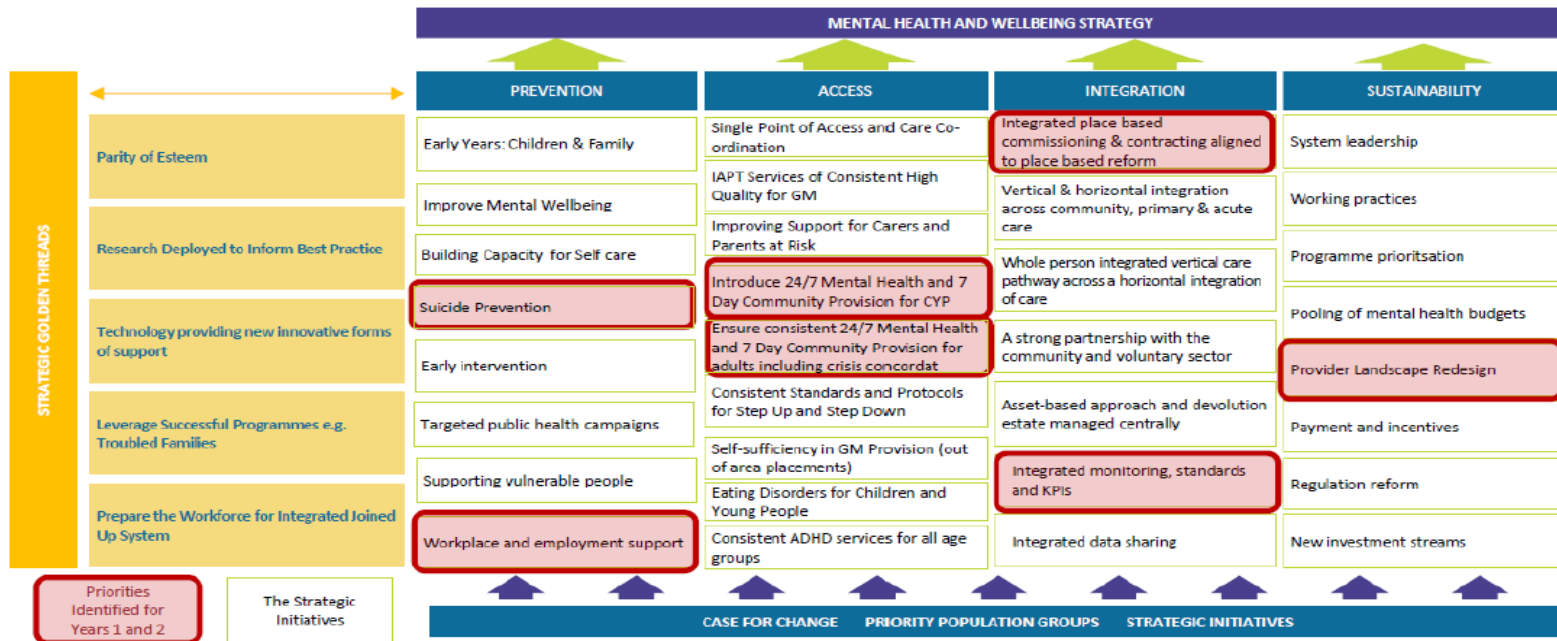 MENTAL HEALTH AND WELLBEING STRATEGY
STRATEGIC GOLDEN THREADS
Parity of Esteem
Research Deployed to Inform Best Practice
Technology providing new innovative forms
of support
Leverage Successful Programmes e.g.
Troubled Families
Prepare the Workforce for Integrated Joined
Up System
PREVENTION
Early Years: Children & Family
Improve Mental Wellbeing
Building Capacity for Self care
Suicide Prevention
Early intervention
Targeted public health campaigns
Supporting vulnerable people
Workplace and employment support
ACCESS
Single Point of Access and Care Co-
ordination
IAPT Services of Consistent High
Quality for GM
Improving Support for Carers and
Parents at Risk
Introduce 24/7 Mental Health and 7
Day Community Provision for CYP
Ensure consistent 24/7 Mental Health
and 7 Day Community Provision for
adults including crisis concordat
Consistent Standards and Protocols
for Step Up and Step Down
Self-sufficiency in GM Provision (out
of area placements)
Eating Disorders for Children and
Young People
Consistent ADHD services for all age
groups
INTEGRATION
Integrated place based
commissioning & contracting aligned
to place based reform
Vertical & horizontal integration
across community, primary & acute
care
Whole person integrated vertical care
pathway across a horizontal integration
of care
A strong partnership with the
community and voluntary sector
Asset-based approach and devolution
estate managed centrally
Integrated monitoring, standards
and KPIs
Integrated data sharing
SUSTAINABILITY
System leadership
Working practices
Programme prioritsation
Pooling of mental health budgets
Provider Landscape Redesign
Payment and incentives
Regulation reform
New investment streams
Priorities
Identified for
Years 1 and 2
The Strategic
Initiatives
CASE FOR CHANGE PRIORITY POPULATION GROUPS STRATEGIC INITIATIVES